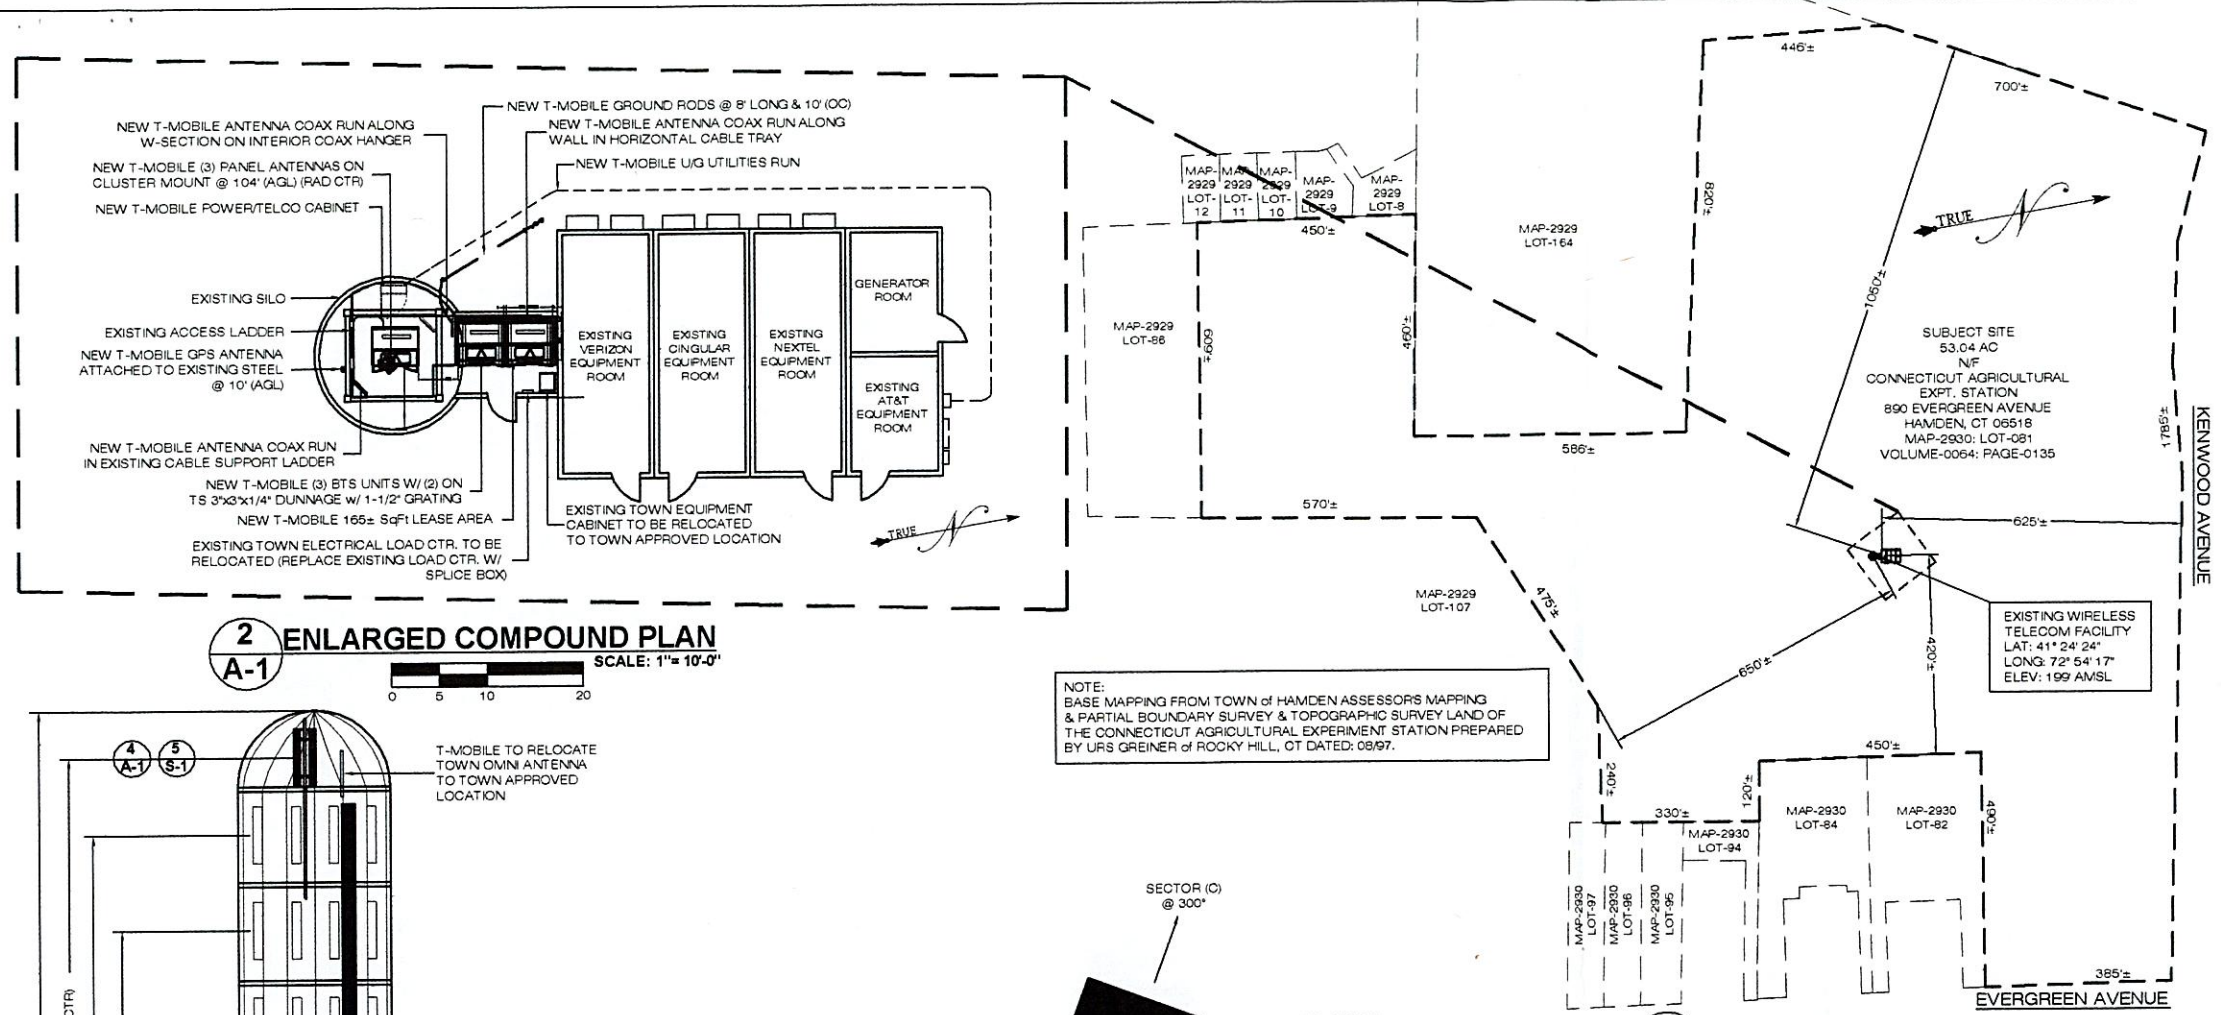 NEW T-MOBILE GROUND RODS @ 8' LONG & 10' (OC)
NEW T-MOBILE ANTENNA COAX RUN ALONG
W-SECTION ON INTERIOR COAX HANGER
NEW T-MOBILE ANTENNA COAX RUN ALONG
WALL IN HORIZONTAL CABLE TRAY
NEW T-MOBILE (3) PANEL ANTENNAS ON
CLUSTER MOUNT @ 104' (AGL) (RAD CTR)
NEW T-MOBILE U/G UTILITIES RUN
NEW T-MOBILE POWER/TELCO CABINET
EXISTING SILO
EXISTING ACCESS LADDER
NEW T-MOBILE GPS ANTENNA
ATTACHED TO EXISTING STEEL
@ 10' (AGL)
NEW T-MOBILE ANTENNA COAX RUN
IN EXISTING CABLE SUPPORT LADDER
NEW T-MOBILE (3) BTS UNITS W/ (2) ON
TS 3"x3"x1/4" DUNNAGE w/ 1-1/2" GRATING
NEW T-MOBILE 165± SqFt LEASE AREA
EXISTING TOWN ELECTRICAL LOAD CTR. TO BE
RELOCATED (REPLACE EXISTING LOAD CTR. W/
SPLICE BOX)
EXISTING TOWN EQUIPMENT
CABINET TO BE RELOCATED
TO TOWN APPROVED LOCATION
EXISTING
VERIZON
EQUIPMENT
ROOM
EXISTING
CINGULAR
EQUIPMENT
ROOM
EXISTING
NEXTEL
EQUIPMENT
ROOM
GENERATOR
ROOM
EXISTING
AT&T
EQUIPMENT
ROOM
TRUE N
2
A-1
ENLARGED COMPOUND PLAN
SCALE: 1"= 10'-0"
0 5 10 20
4
A-1
5
S-1
T-MOBILE TO RELOCATE
TOWN OMNI ANTENNA
TO TOWN APPROVED
LOCATION
CTR)
SECTOR (C)
@ 300°
NOTE:
BASE MAPPING FROM TOWN of HAMDEN ASSESSORS MAPPING
& PARTIAL BOUNDARY SURVEY & TOPOGRAPHIC SURVEY LAND OF
THE CONNECTICUT AGRICULTURAL EXPERIMENT STATION PREPARED
BY URS GREINER of ROCKY HILL, CT DATED: 08/97.
MAP-
2929
LOT-
12
MAP-
2929
LOT-
11
MAP-
2929
LOT-
10
MAP-
2929
LOT-9
MAP-
2929
LOT-8
450'±
MAP-2929
LOT-86
609'±
460'±
MAP-2929
LOT-164
820'±
446'±
700'±
586'±
570'±
1050'±
TRUE N
SUBJECT SITE
53.04 AC
N/F
CONNECTICUT AGRICULTURAL
EXPT. STATION
890 EVERGREEN AVENUE
HAMDEN, CT 06518
MAP-2930: LOT-081
VOLUME-0064: PAGE-0135
1785'±
KENWOOD AVENUE
625'±
MAP-2929
LOT-107
475'±
650'±
420'±
EXISTING WIRELESS
TELECOM FACILITY
LAT: 41° 24' 24"
LONG: 72° 54' 17"
ELEV: 199' AMSL
240'±
330'±
120'±
450'±
490'±
MAP-2930
LOT-97
MAP-2930
LOT-96
MAP-2930
LOT-95
MAP-2930
LOT-94
MAP-2930
LOT-84
MAP-2930
LOT-82
385'±
EVERGREEN AVENUE